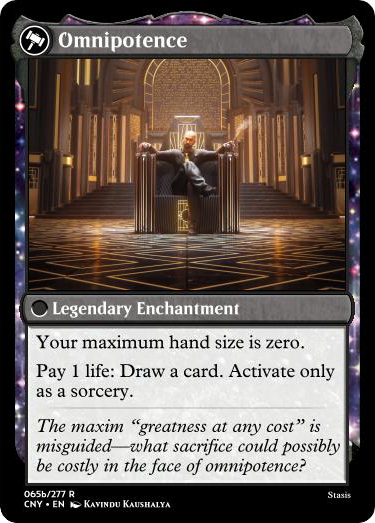 Omnipotence
Legendary Enchantment
Your maximum hand size is zero.
Pay 1 life: Draw a card. Activate only
as a sorcery.
The maxim “greatness at any cost” is
misguided—what sacrifice could possibly
be costly in the face of omnipotence?
065b/277 R
Stasis
CNY • EN Kavindu Kaushalya